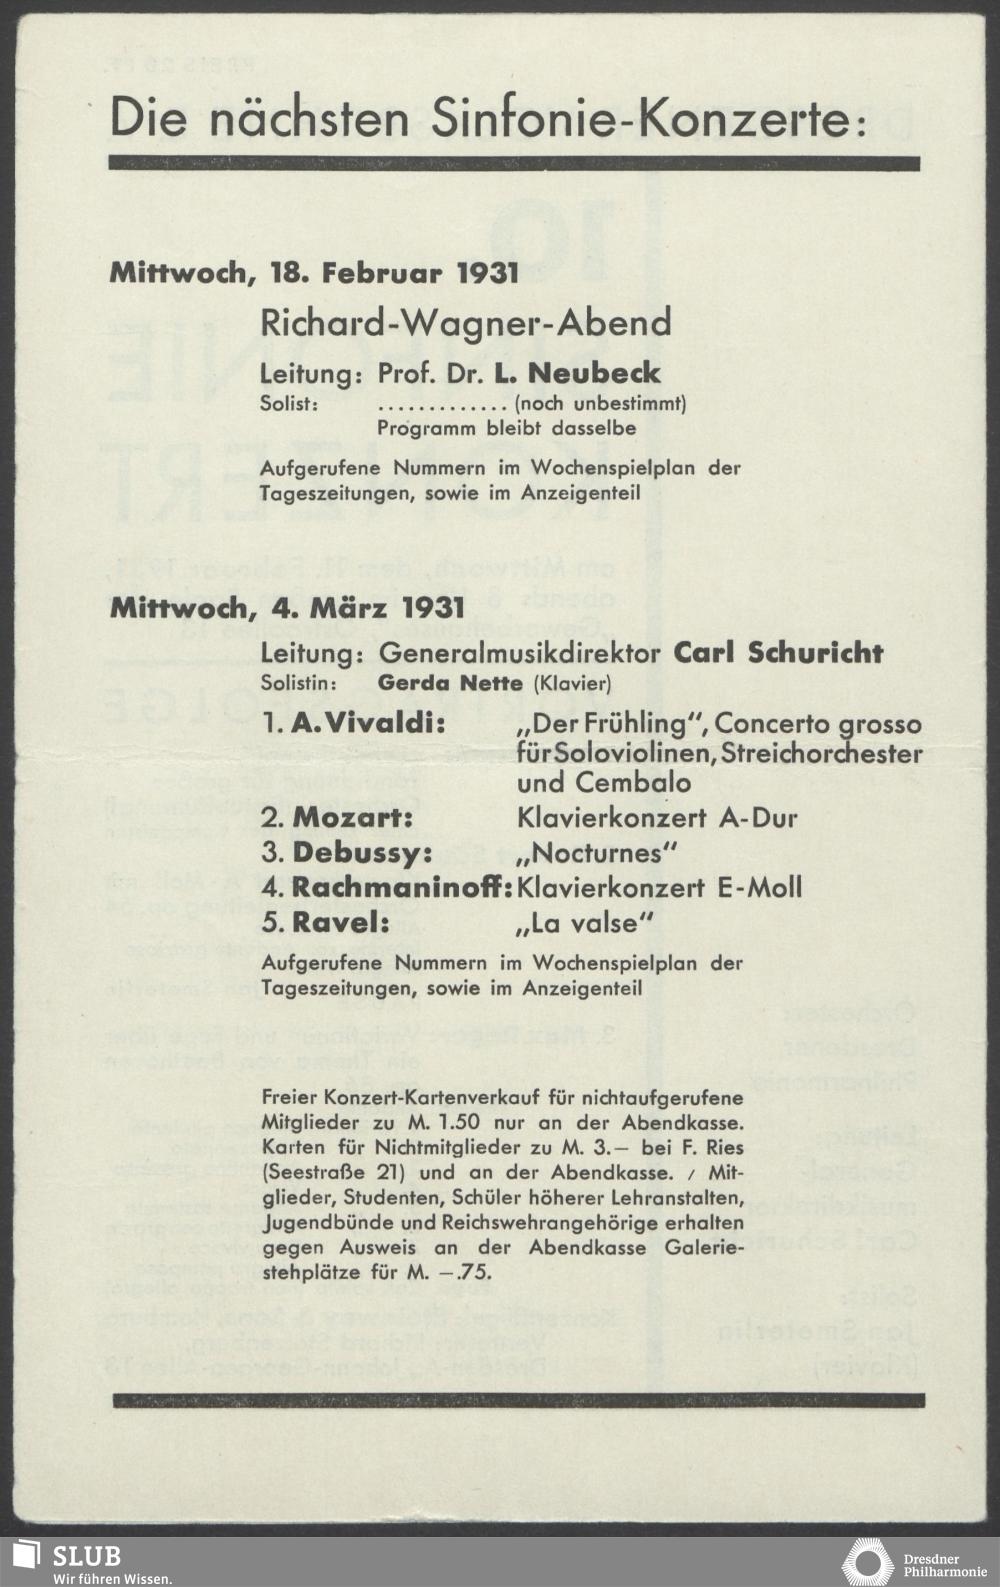 Die nächsten Sinfonie-Konzerte:
Mittwoch, 18. Februar 1931
Richard-Wagner-Abend
Leitung: Prof. Dr. L. Neubeck
Solist: ............. (noch unbestimmt)
Programm bleibt dasselbe
Aufgerufene Nummern im Wochenspielplan der
Tageszeitungen, sowie im Anzeigenteil
Mittwoch, 4. März 1931
Leitung: Generalmusikdirektor Carl Schuricht
Solistin: Gerda Nette (Klavier)
1. A. Vivaldi: „Der Frühling“, Concerto grosso
für Soloviolinen, Streichorchester
und Cembalo
2. Mozart: Klavierkonzert A-Dur
3. Debussy: „Nocturnes“
4. Rachmaninoff: Klavierkonzert E-Moll
5. Ravel: „La valse“
Aufgerufene Nummern im Wochenspielplan der
Tageszeitungen, sowie im Anzeigenteil
Freier Konzert-Kartenverkauf für nichtaufgerufene
Mitglieder zu M. 1.50 nur an der Abendkasse.
Karten für Nichtmitglieder zu M. 3.— bei F. Ries
(Seestraße 21) und an der Abendkasse. / Mit-
glieder, Studenten, Schüler höherer Lehranstalten,
Jugendbünde und Reichswehrangehörige erhalten
gegen Ausweis an der Abendkasse Galerie-
stehplätze für M. —.75.
SLUB
Wir führen Wissen.
Dresdner
Philharmonie